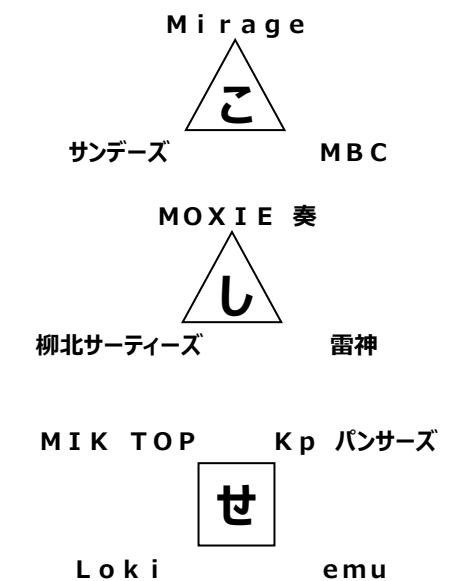 Ｍｉｒａｇｅ
こ
サンデーズ ＭＢＣ
ＭＯＸＩＥ 奏
し
柳北サーティーズ 雷神
ＭＩＫ ＴＯＰ Ｋｐ パンサーズ
せ
Ｌｏｋｉ ｅｍｕ